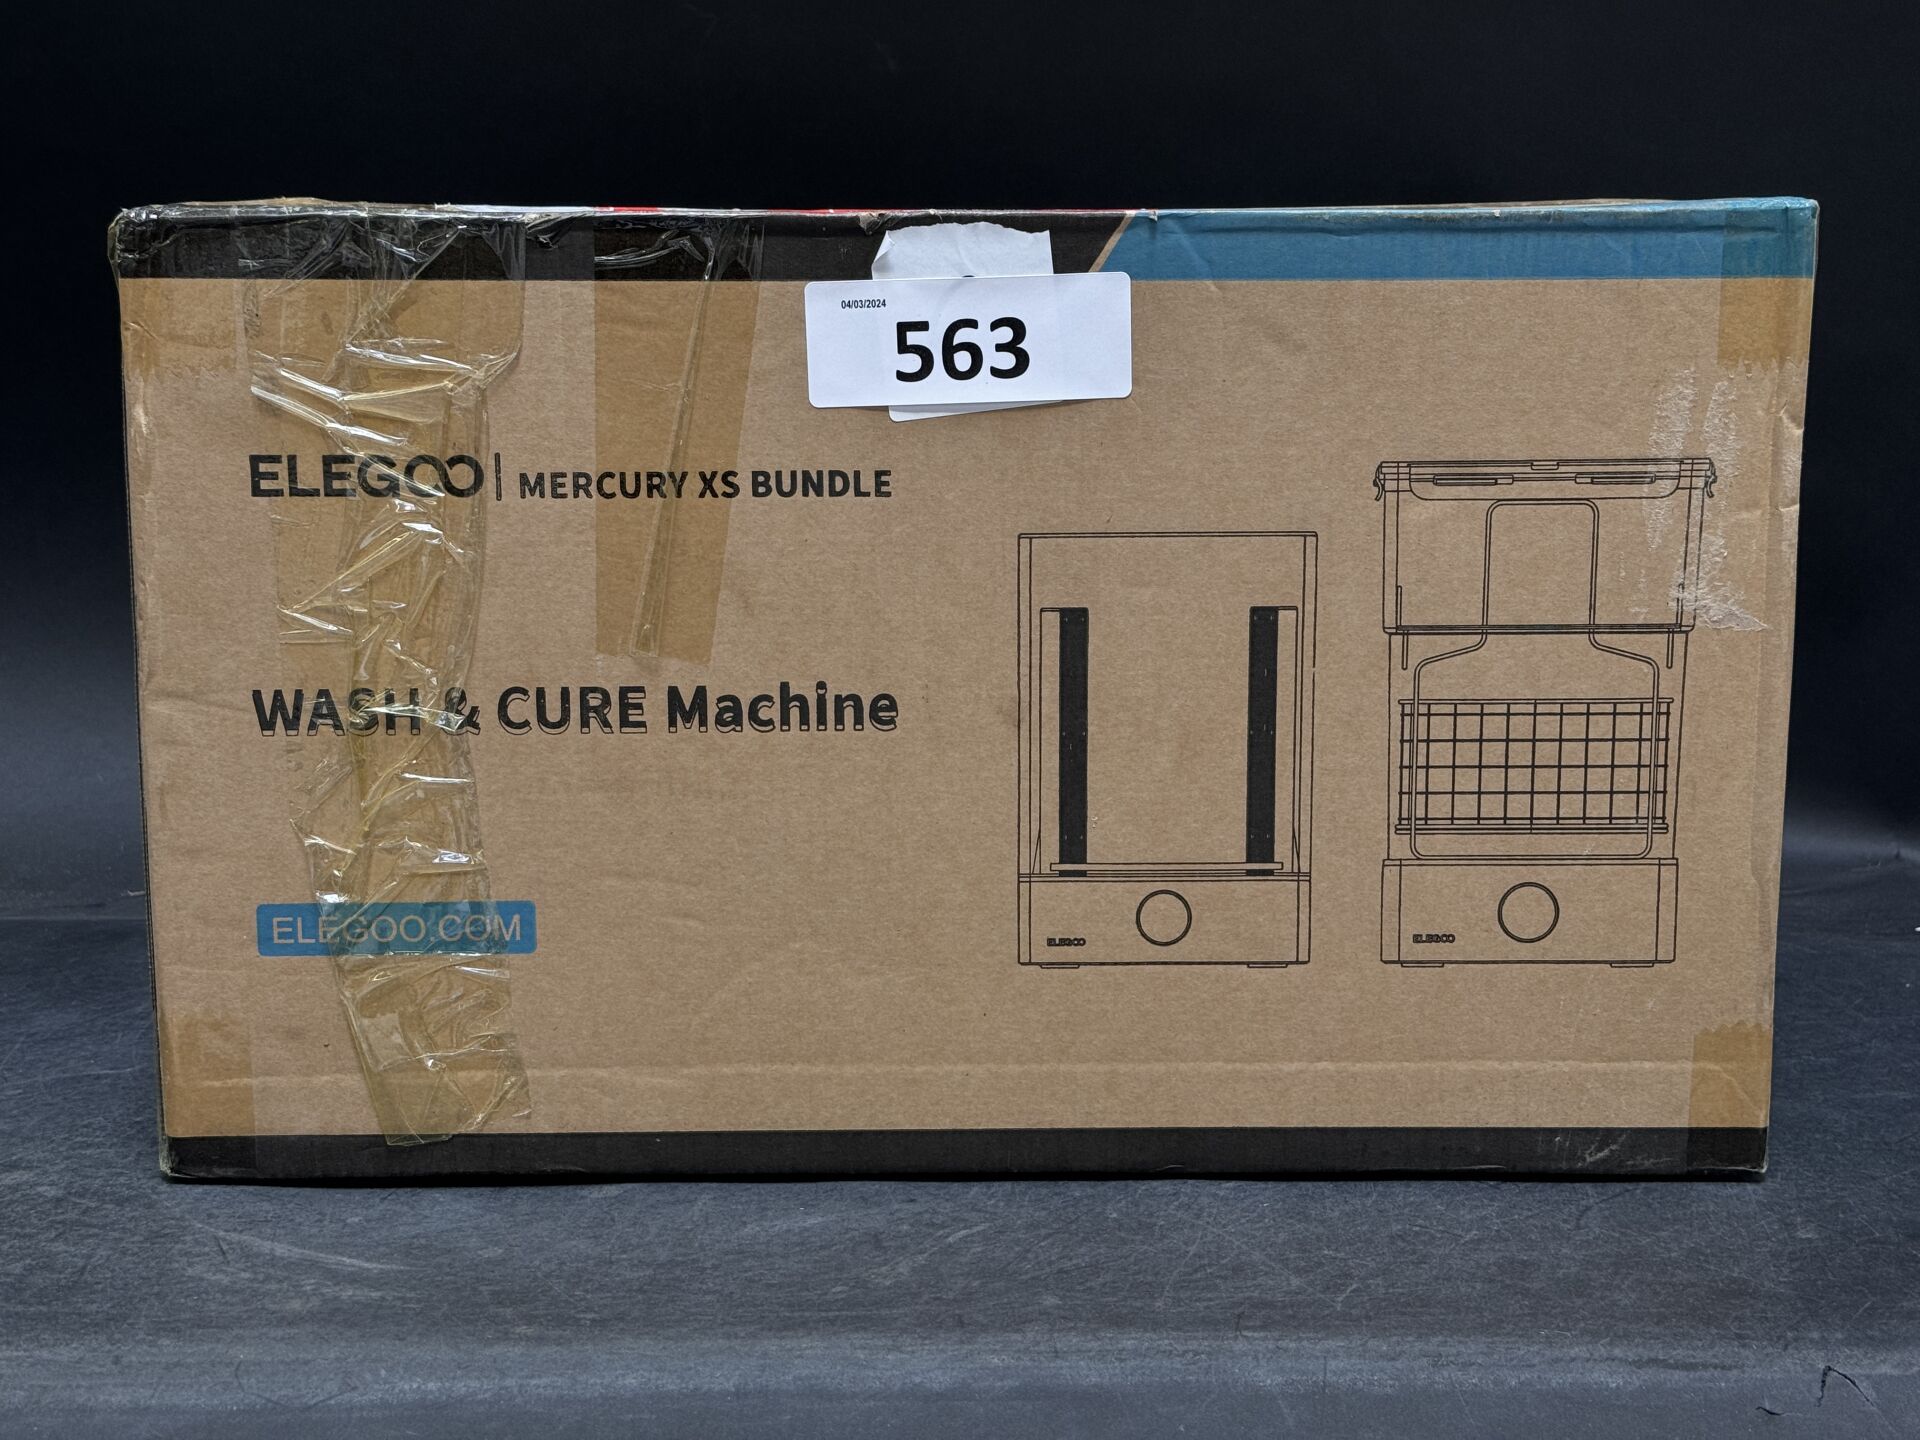 04/03/2024
563
ELEGOO | MERCURY XS BUNDLE
WASH & CURE Machine
ELEGOO.COM
ELEGOO
ELEGOO